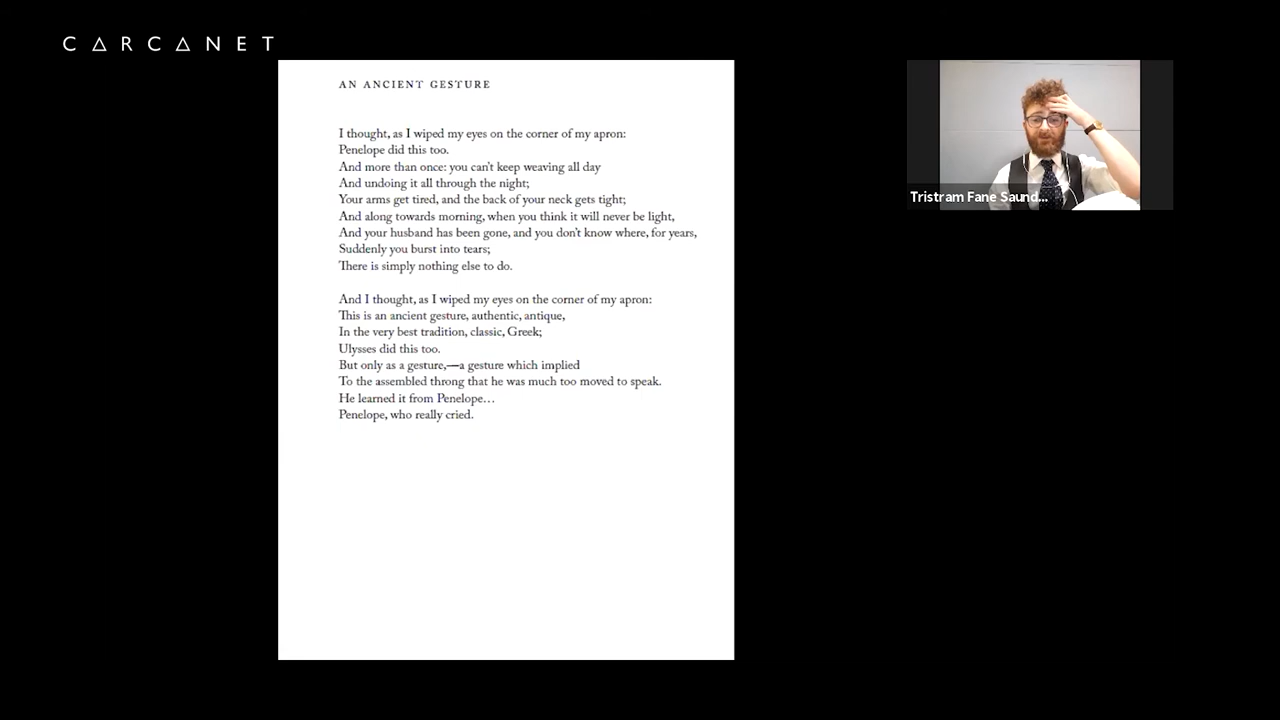 CARCANET
AN ANCIENT GESTURE
I thought, as I wiped my eyes on the corner of my apron:
Penelope did this too.
And more than once: you can't keep weaving all day
And undoing it all through the night;
Your arms get tired, and the back of your neck gets tight;
And along towards morning, when you think it will never be light,
And your husband has been gone, and you don't know where, for years,
Suddenly you burst into tears;
There is simply nothing else to do.
And I thought, as I wiped my eyes on the corner of my apron:
This is an ancient gesture, authentic, antique,
In the very best tradition, classic, Greek;
Ulysses did this too.
But only as a gesture,—a gesture which implied
To the assembled throng that he was much too moved to speak.
He learned it from Penelope…
Penelope, who really cried.
Tristram Fane Saund...